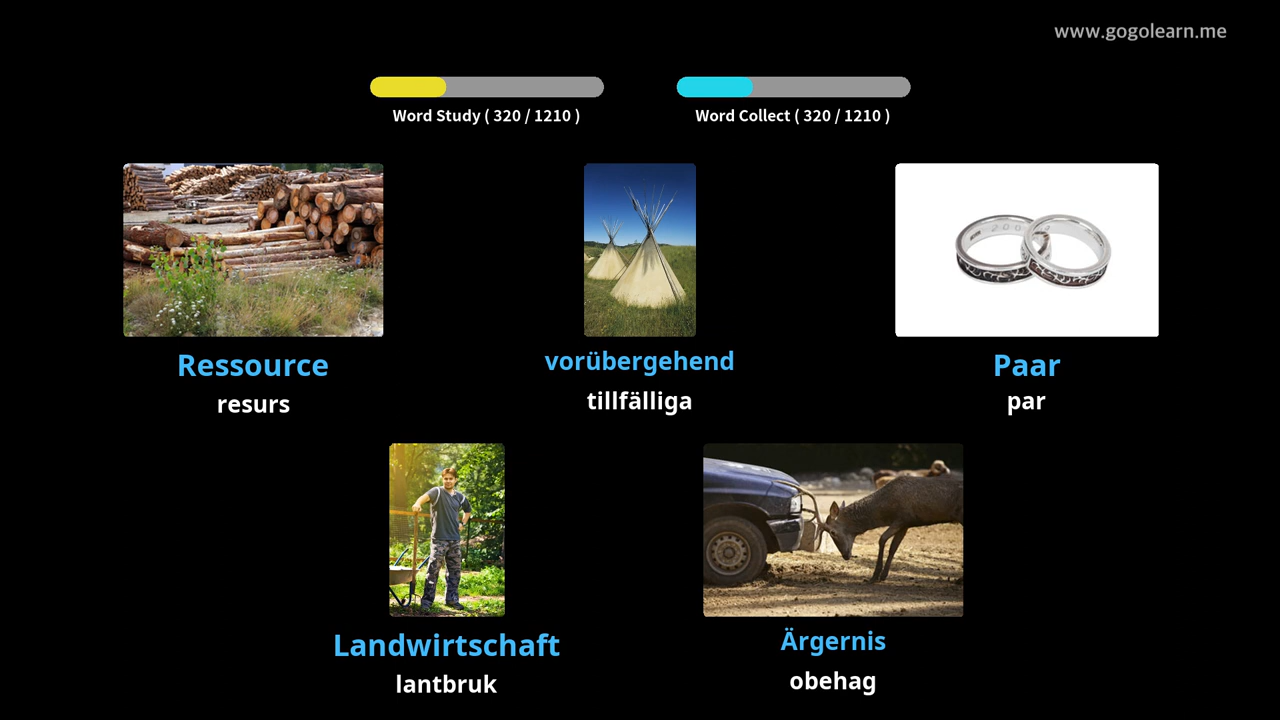 www.gogolearn.me
Word Study ( 320 / 1210 )
Word Collect ( 320 / 1210 )
Ressource
resurs
vorübergehend
tillfälliga
Paar
par
Landwirtschaft
lantbruk
Ärgernis
obehag